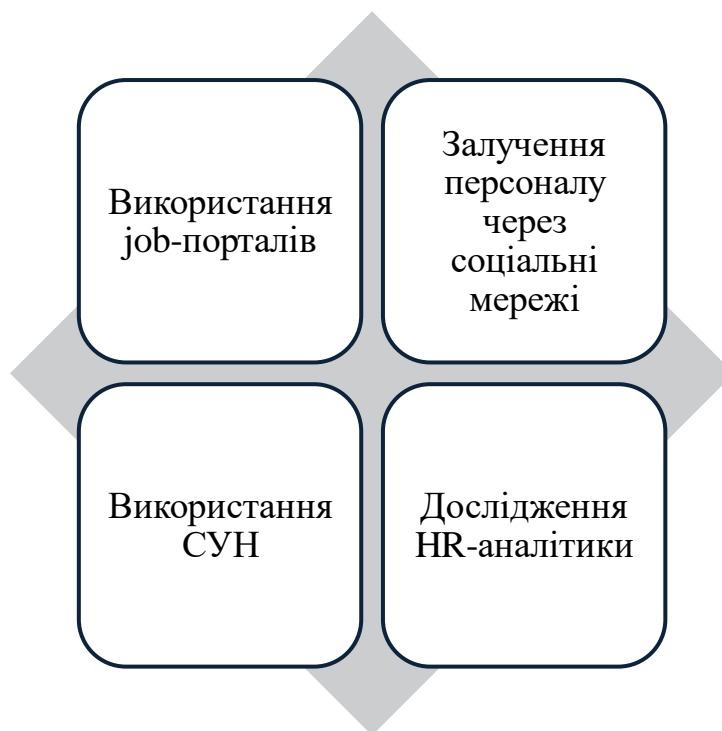 Використання
job-порталів
Залучення
персоналу
через
соціальні
мережі
Використання
СУН
Дослідження
HR-аналітики